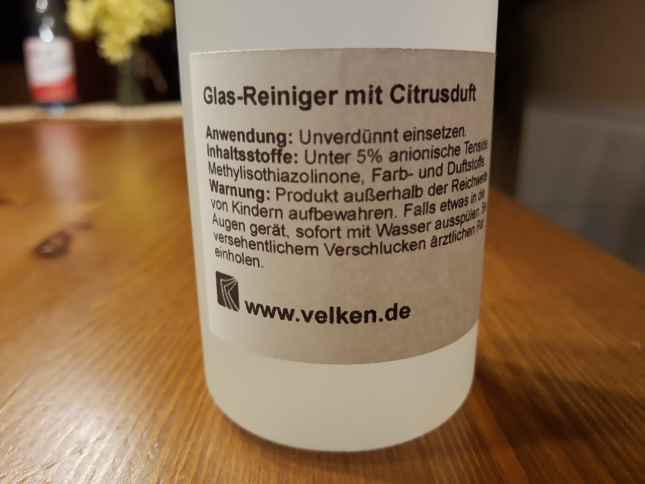 Glas-Reiniger mit Citrusduft
Anwendung: Unverdünnt einsetzen.
Inhaltsstoffe: Unter 5% anionische Tenside,
Methylisothiazolinone, Farb- und Duftstoffe.
Warnung: Produkt außerhalb der Reichweite
von Kindern aufbewahren. Falls etwas in die
Augen gerät, sofort mit Wasser ausspülen.
versehentlichem Verschlucken ärztlichen
einholen.
www.velken.de